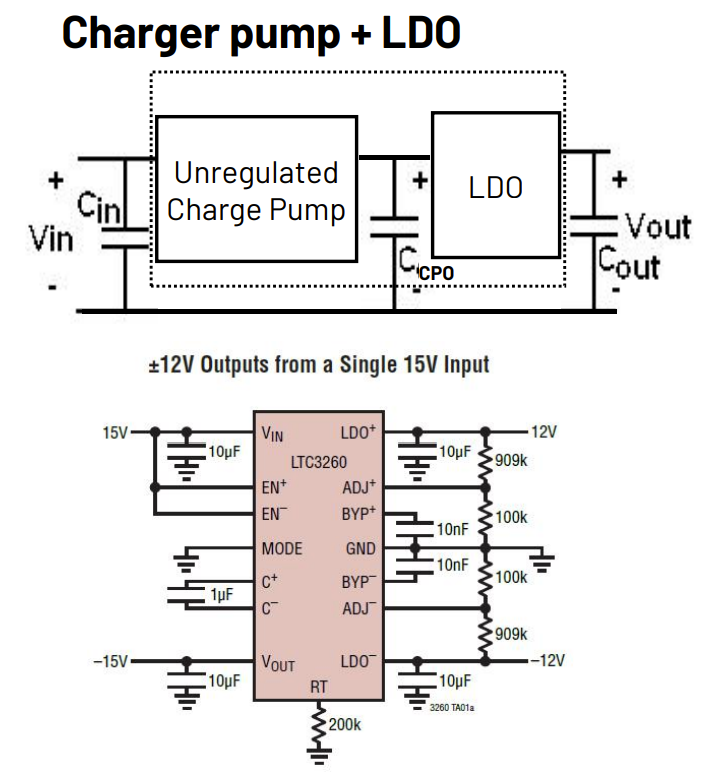 Charger pump + LDO
Unregulated
Charge Pump
LDO
+
Cin
Vin
-
+
CCPO
-
+
Vout
Cout
-
±12V Outputs from a Single 15V Input
15V
10µF
VIN
LDO+
10µF
12V
LTC3260
909k
EN+
ADJ+
EN–
BYP+
100k
10nF
MODE
GND
10nF
C+
BYP–
100k
1µF
C–
ADJ–
909k
–15V
VOUT
LDO–
–12V
10µF
RT
10µF
3260 TA01a
200k